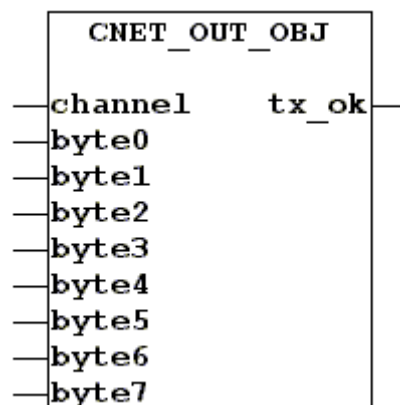 CNET_OUT_OBJ
channel tx_ok
byte0
byte1
byte2
byte3
byte4
byte5
byte6
byte7